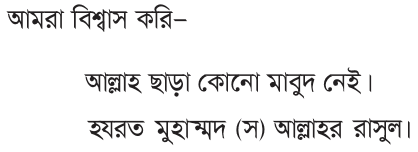 আমরা বিশ্বাস করি–
আল্লাহ ছাড়া কোনো মাবুদ নেই।
হযরত মুহাম্মদ (স) আল্লাহর রাসুল।